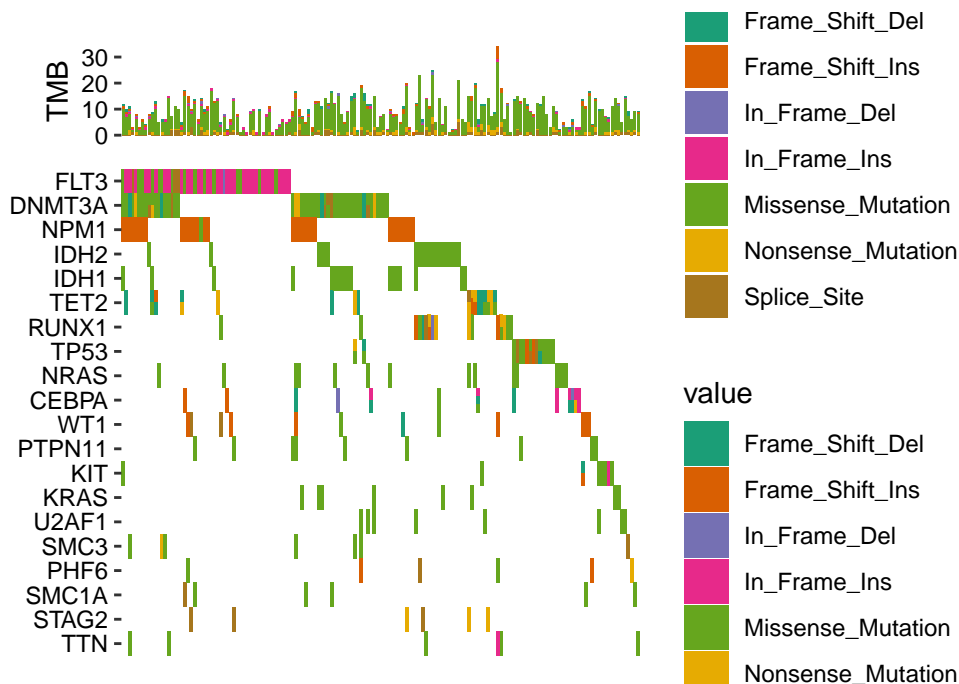 TMB
30
20
10
0
FLT3
DNMT3A
NPM1
IDH2
IDH1
TET2
RUNX1
TP53
NRAS
CEBPA
WT1
PTPN11
KIT
KRAS
U2AF1
SMC3
PHF6
SMC1A
STAG2
TTN
Frame_Shift_Del
Frame_Shift_Ins
In_Frame_Del
In_Frame_Ins
Missense_Mutation
Nonsense_Mutation
Splice_Site
value
Frame_Shift_Del
Frame_Shift_Ins
In_Frame_Del
In_Frame_Ins
Missense_Mutation
Nonsense_Mutation